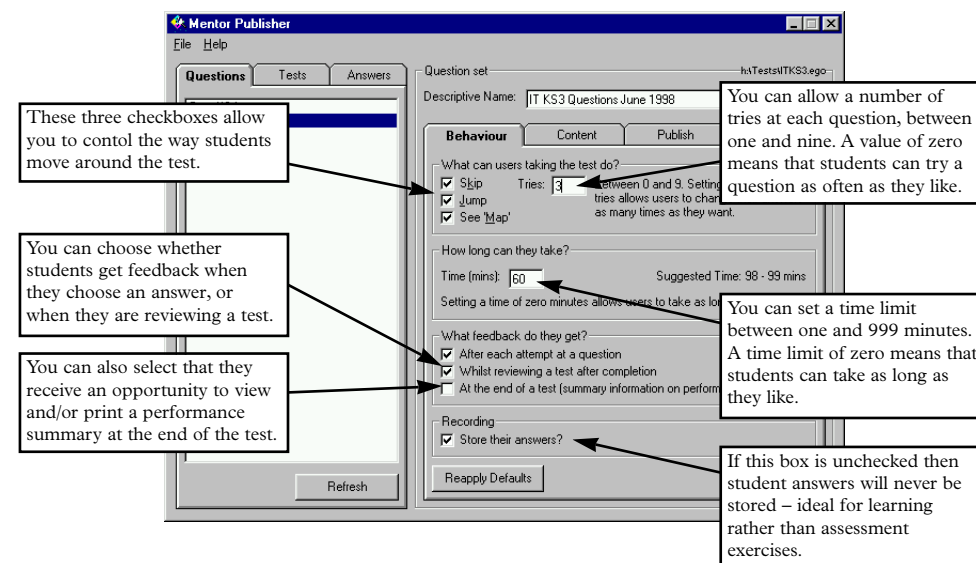 Mentor Publisher
File Help
Questions Tests Answers
Refresh
Question set h:\Tests\ITKS3.ego
Descriptive Name: IT KS3 Questions June 1998
Behaviour Content Publish
What can users taking the test do?
Skip Tries: 3 Between 0 and 9. Setting
Jump tries allows users to chan
See 'Map' as many times as they want.
How long can they take?
Time (mins): 60 Suggested Time: 98 - 99 mins
Setting a time of zero minutes allows users to take as lo
What feedback do they get?
After each attempt at a question
Whilst reviewing a test after completion
At the end of a test (summary information on perform
Recording
Store their answers?
Reapply Defaults
These three checkboxes allow
you to contol the way students
move around the test.
You can choose whether
students get feedback when
they choose an answer, or
when they are reviewing a test.
You can also select that they
receive an opportunity to view
and/or print a performance
summary at the end of the test.
You can allow a number of
tries at each question, between
one and nine. A value of zero
means that students can try a
question as often as they like.
You can set a time limit
between one and 999 minutes.
A time limit of zero means that
students can take as long as
they like.
If this box is unchecked then
student answers will never be
stored – ideal for learning
rather than assessment
exercises.